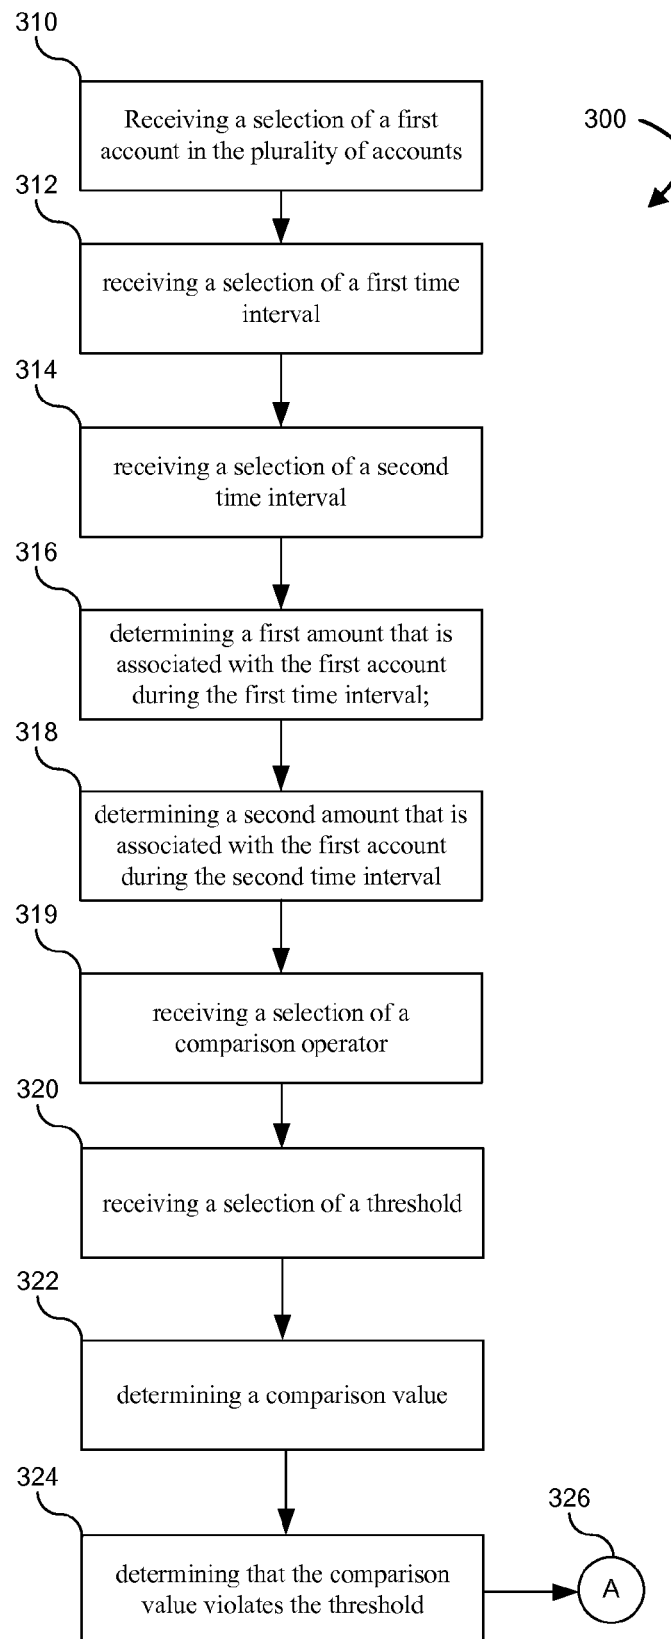 310
Receiving a selection of a first
account in the plurality of accounts
300
312
receiving a selection of a first time
interval
314
receiving a selection of a second
time interval
316
determining a first amount that is
associated with the first account
during the first time interval;
318
determining a second amount that is
associated with the first account
during the second time interval
319
receiving a selection of a
comparison operator
320
receiving a selection of a threshold
322
determining a comparison value
324
determining that the comparison
value violates the threshold
326
A